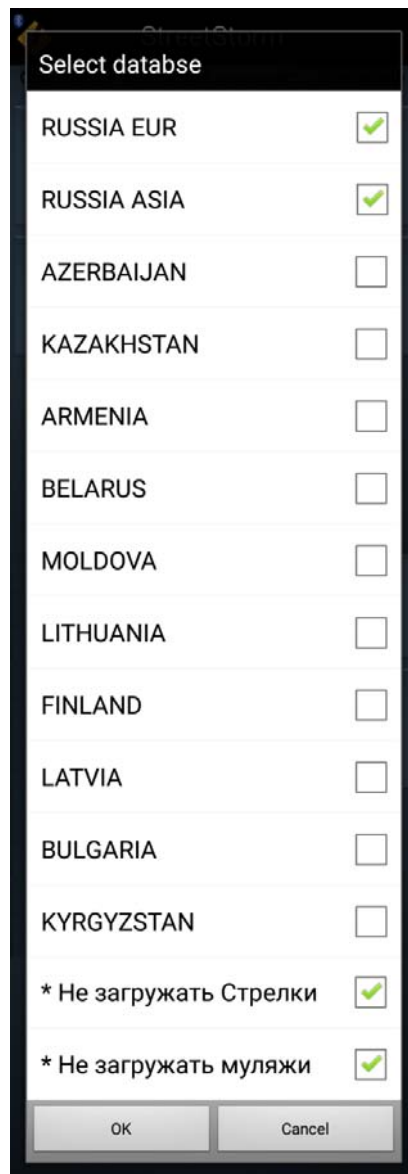 StreetStorm
Select databse
RUSSIA EUR
RUSSIA ASIA
AZERBAIJAN
KAZAKHSTAN
ARMENIA
BELARUS
MOLDOVA
LITHUANIA
FINLAND
LATVIA
BULGARIA
KYRGYZSTAN
* Не загружать Стрелки
* Не загружать муляжи
OK Cancel